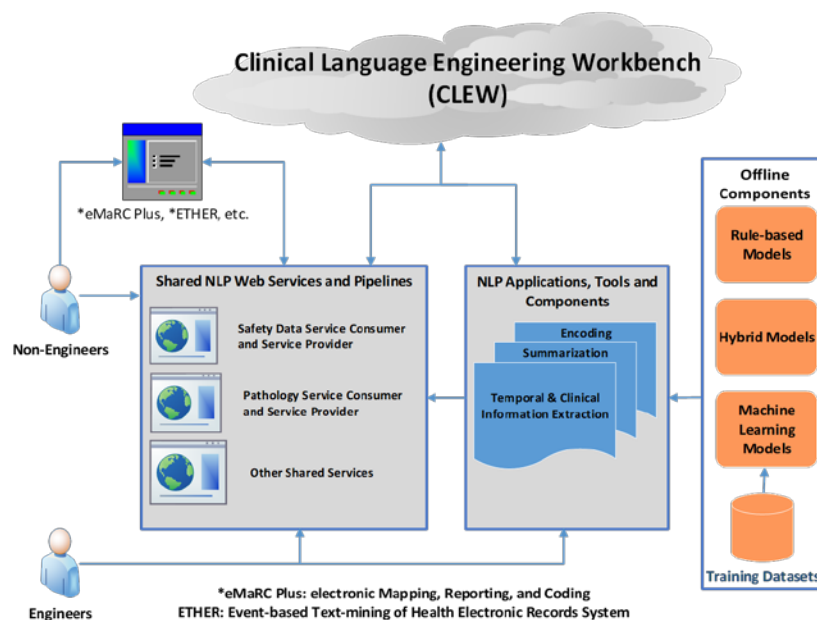 Clinical Language Engineering Workbench
(CLEW)
*eMaRC Plus, *ETHER, etc.
Non-Engineers
Shared NLP Web Services and Pipelines
Safety Data Service Consumer
and Service Provider
Pathology Service Consumer
and Service Provider
Other Shared Services
NLP Applications, Tools and
Components
Encoding
Summarization
Temporal & Clinical
Information Extraction
Offline
Components
Rule-based
Models
Hybrid Models
Machine
Learning
Models
Training Datasets
Engineers
*eMaRC Plus: electronic Mapping, Reporting, and Coding
ETHER: Event-based Text-mining of Health Electronic Records System